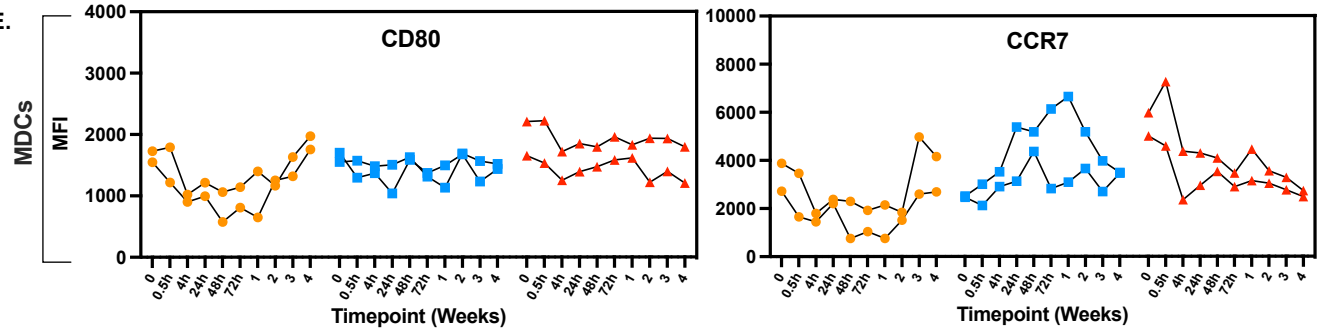 E.
MDCs
MFI
CD80
4000
3000
2000
1000
0
0 0.5h 4h 24h 48h 72h 1 2 3 4 0 0.5h 4h 24h 48h 72h 1 2 3 4 0 0.5h 4h 24h 48h 72h 1 2 3 4
Timepoint (Weeks)
CCR7
10000
8000
6000
4000
2000
0
0 0.5h 4h 24h 48h 72h 1 2 3 4 0 0.5h 4h 24h 48h 72h 1 2 3 4 0 0.5h 4h 24h 48h 72h 1 2 3 4
Timepoint (Weeks)